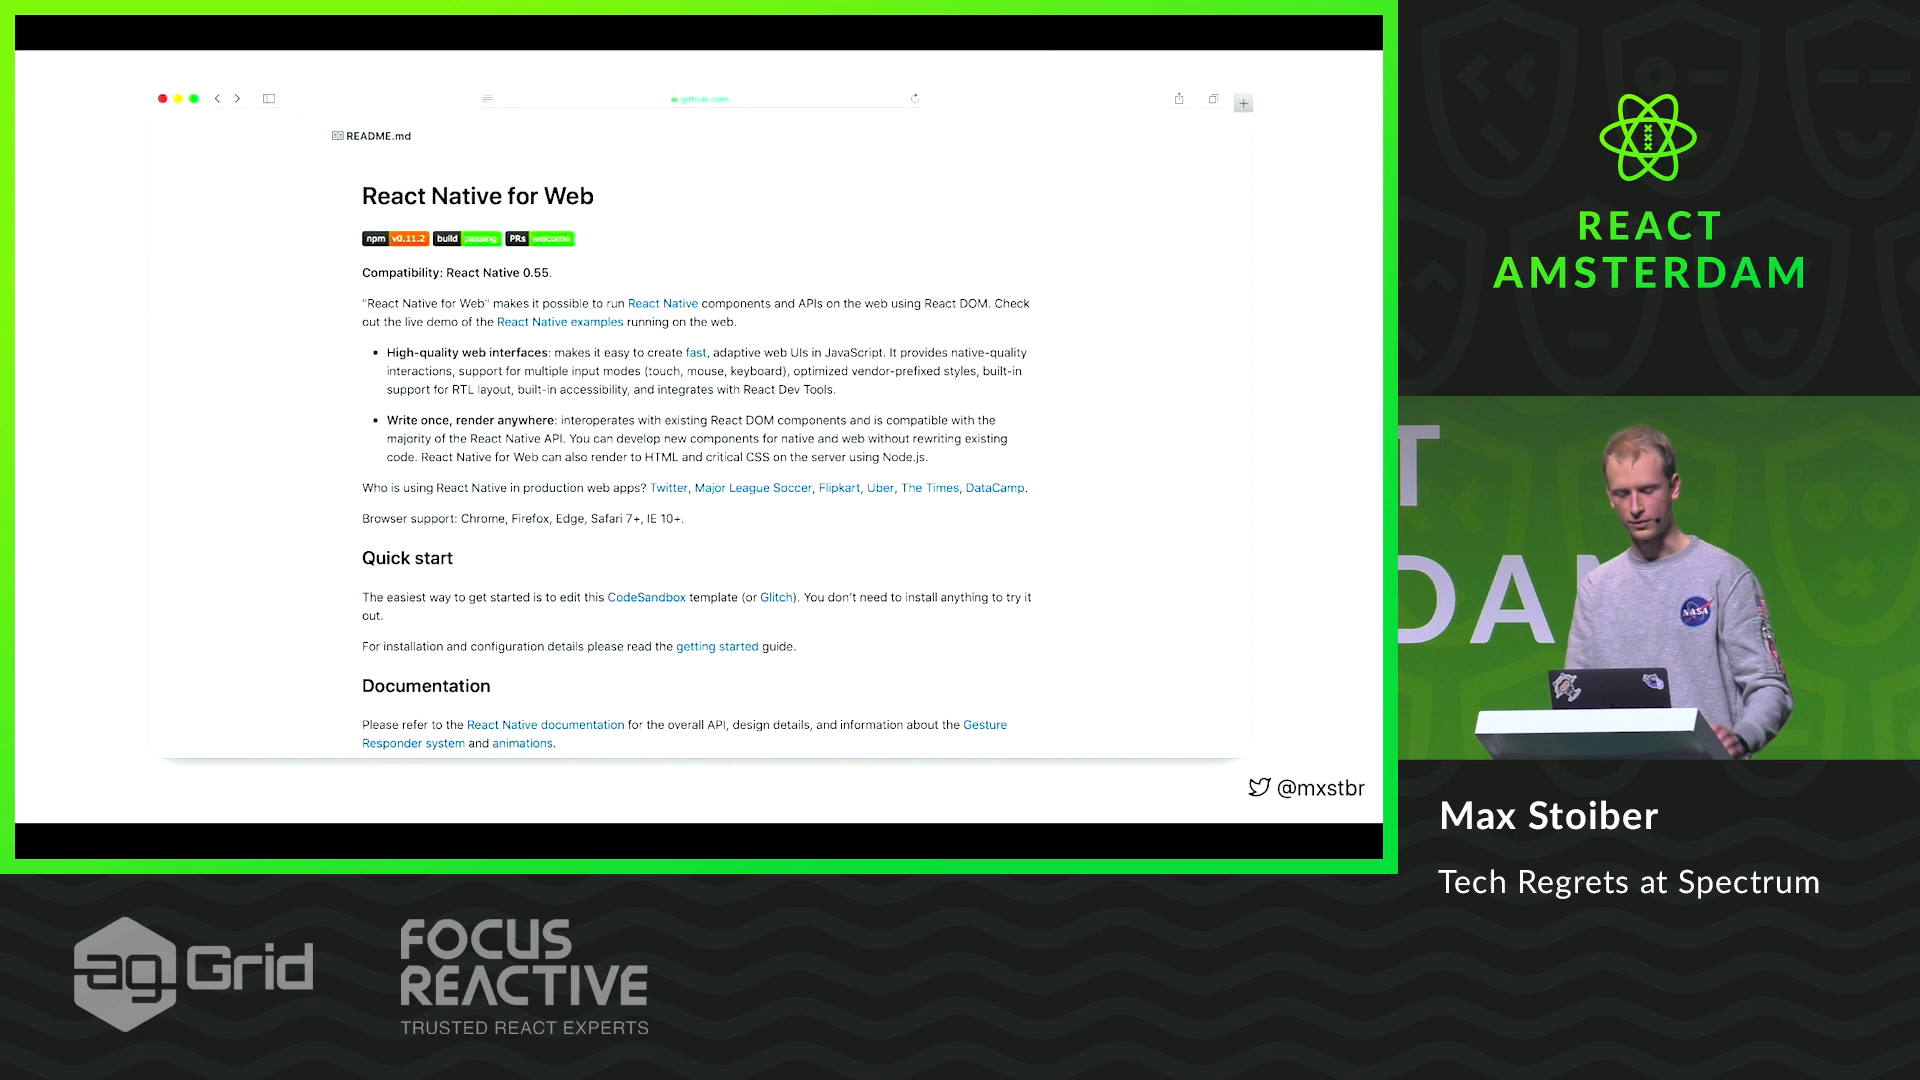 github.com
README.md
React Native for Web
npm v0.11.2 build passing PRs welcome
Compatibility: React Native 0.55.
"React Native for Web" makes it possible to run React Native components and APIs on the web using React DOM. Check
out the live demo of the React Native examples running on the web.
• High-quality web interfaces: makes it easy to create fast, adaptive web UIs in JavaScript. It provides native-quality
interactions, support for multiple input modes (touch, mouse, keyboard), optimized vendor-prefixed styles, built-in
support for RTL layout, built-in accessibility, and integrates with React Dev Tools.
• Write once, render anywhere: interoperates with existing React DOM components and is compatible with the
majority of the React Native API. You can develop new components for native and web without rewriting existing
code. React Native for Web can also render to HTML and critical CSS on the server using Node.js.
Who is using React Native in production web apps? Twitter, Major League Soccer, Flipkart, Uber, The Times, DataCamp.
Browser support: Chrome, Firefox, Edge, Safari 7+, IE 10+.
Quick start
The easiest way to get started is to edit this CodeSandbox template (or Glitch). You don't need to install anything to try it
out.
For installation and configuration details please read the getting started guide.
Documentation
Please refer to the React Native documentation for the overall API, design details, and information about the Gesture
Responder system and animations.
@mxstbr
REACT
AMSTERDAM
T
DAM
NASA
Max Stoiber
Tech Regrets at Spectrum
ag Grid
FOCUS
REACTIVE
TRUSTED REACT EXPERTS